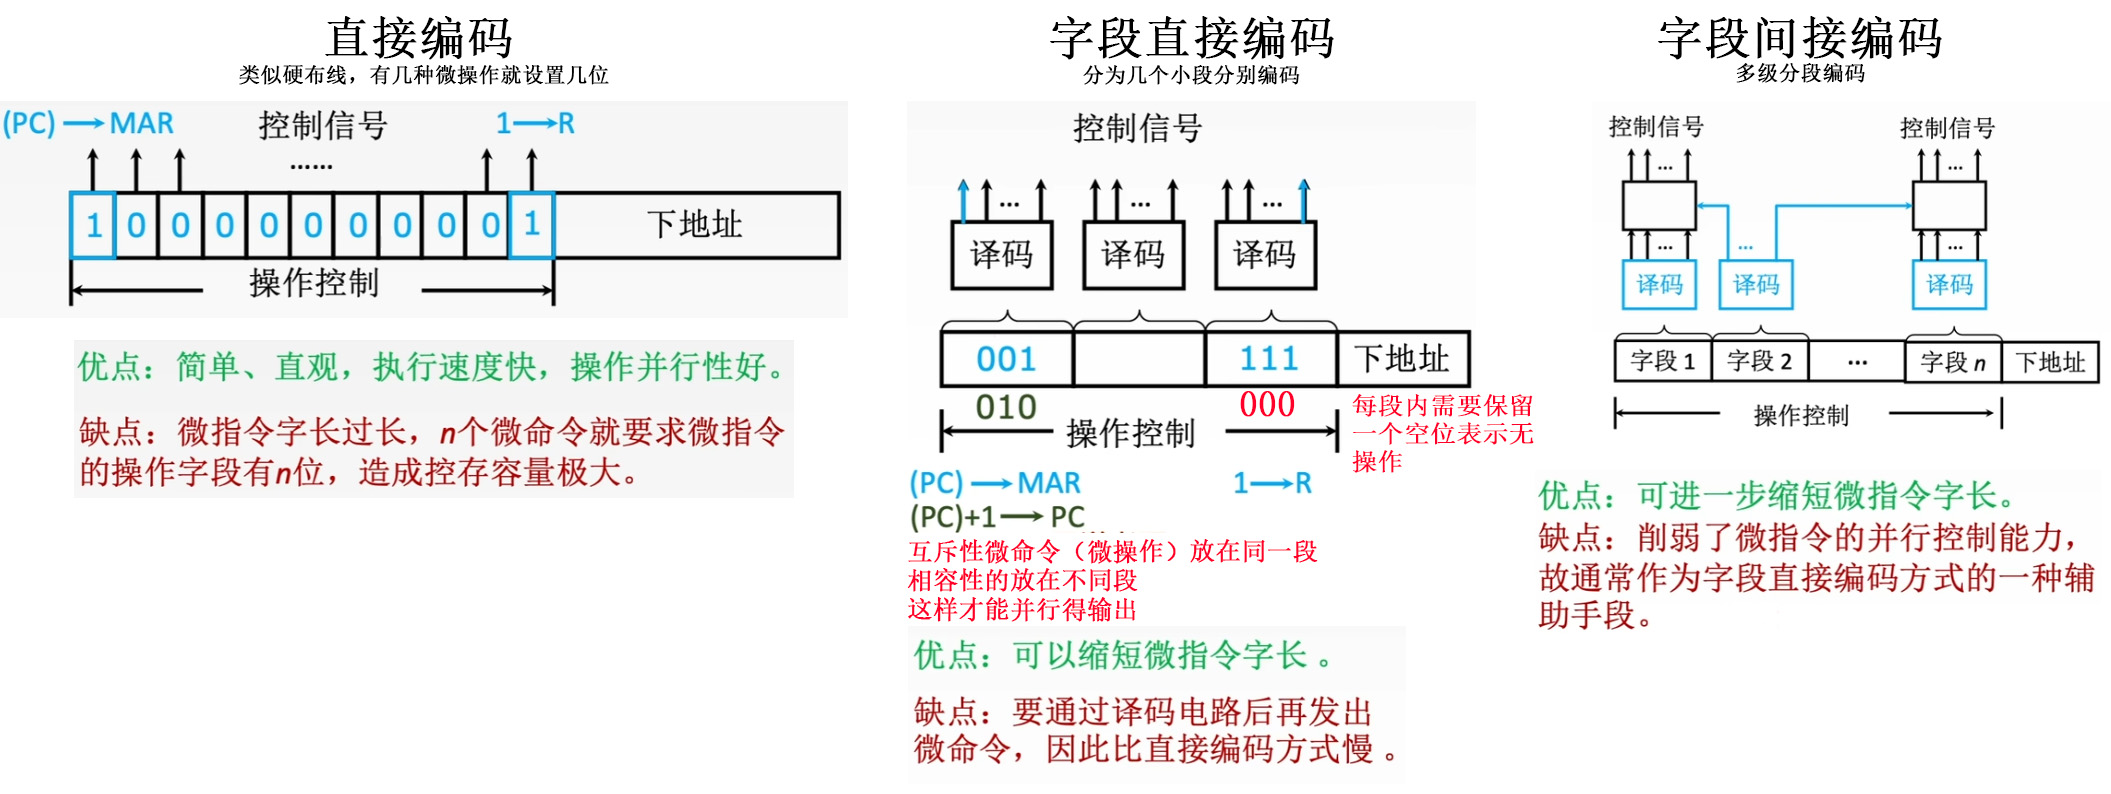 直接编码
类似硬布线，有几种微操作就设置几位
(PC) → MAR
控制信号
1→R
……
1 0 0 0 0 0 0 0 0 0 1
下地址
操作控制
优点：简单、直观，执行速度快，操作并行性好。
缺点：微指令字长过长，n个微命令就要求微指令
的操作字段有n位，造成控存容量极大。
字段直接编码
分为几个小段分别编码
控制信号
... ... ...
译码 译码 译码
001 111 下地址
010 000
操作控制
每段内需要保留
一个空位表示无
操作
(PC) → MAR 1→R
(PC)+1→ PC
互斥性微命令（微操作）放在同一段
相容性的放在不同段
这样才能并行得输出
优点：可以缩短微指令字长 。
缺点：要通过译码电路后再发出
微命令，因此比直接编码方式慢 。
字段间接编码
多级分段编码
控制信号 控制信号
... ...
...
... ...
译码 译码 译码
字段 1 字段 2 ... 字段 n 下地址
操作控制
优点：可进一步缩短微指令字长。
缺点：削弱了微指令的并行控制能力，
故通常作为字段直接编码方式的一种辅
助手段。